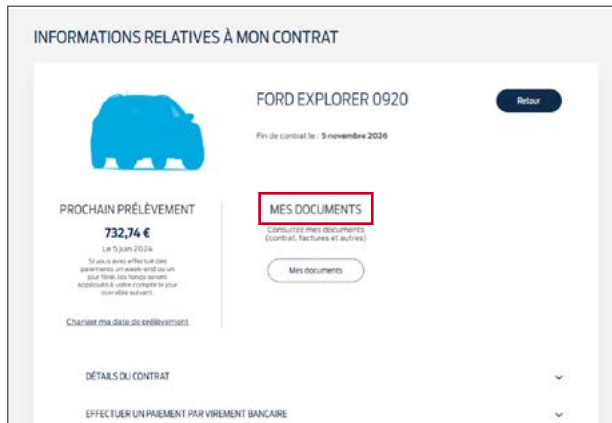 INFORMATIONS RELATIVES À MON CONTRAT
FORD EXPLORER 0920
Retour
Fin de contrat le : 5 novembre 2026
PROCHAIN PRÉLÈVEMENT
732,74 €
Le 5 juin 2024
Si vous avez effectué des
paiements un week-end ou un
jour férié, les fonds seront
appliqués à votre compte le jour
ouvrable suivant.
Changer ma date de prélèvement
MES DOCUMENTS
Consultez mes documents
(contrat, factures et autres)
Mes documents
DÉTAILS DU CONTRAT
EFFECTUER UN PAIEMENT PAR VIREMENT BANCAIRE